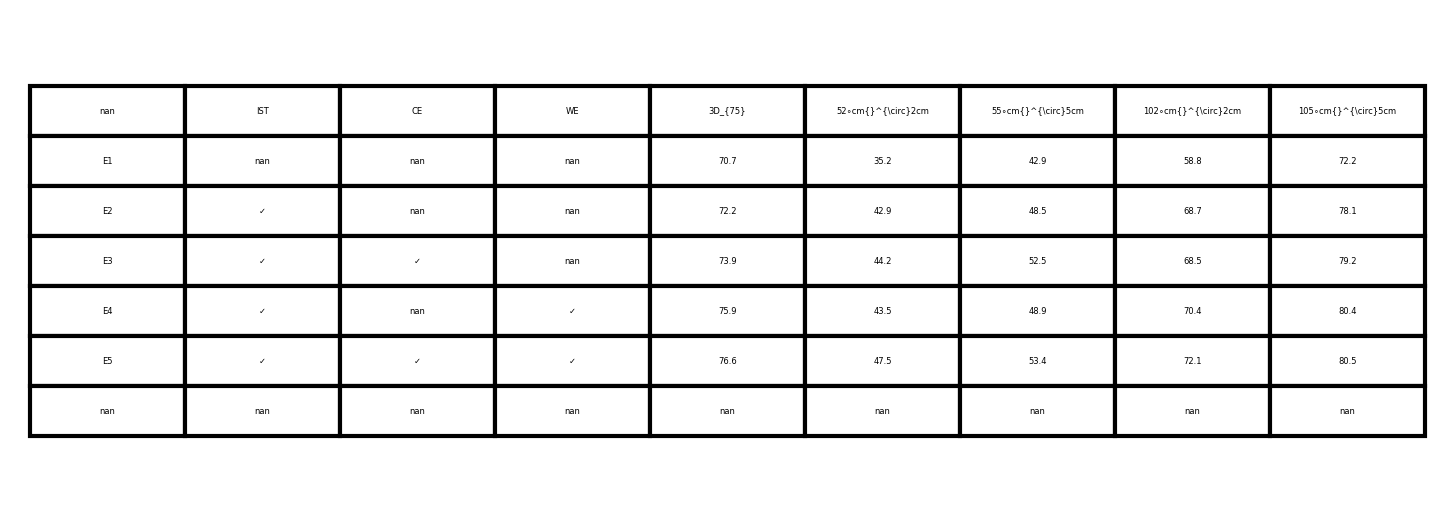 nan IST CE WE 3D_{75} 52∘cm{}^{\circ}2cm 55∘cm{}^{\circ}5cm 102∘cm{}^{\circ}2cm 105∘cm{}^{\circ}5cm
E1 nan nan nan 70.7 35.2 42.9 58.8 72.2
E2 ✓ nan nan 72.2 42.9 48.5 68.7 78.1
E3 ✓ ✓ nan 73.9 44.2 52.5 68.5 79.2
E4 ✓ nan ✓ 75.9 43.5 48.9 70.4 80.4
E5 ✓ ✓ ✓ 76.6 47.5 53.4 72.1 80.5
nan nan nan nan nan nan nan nan nan